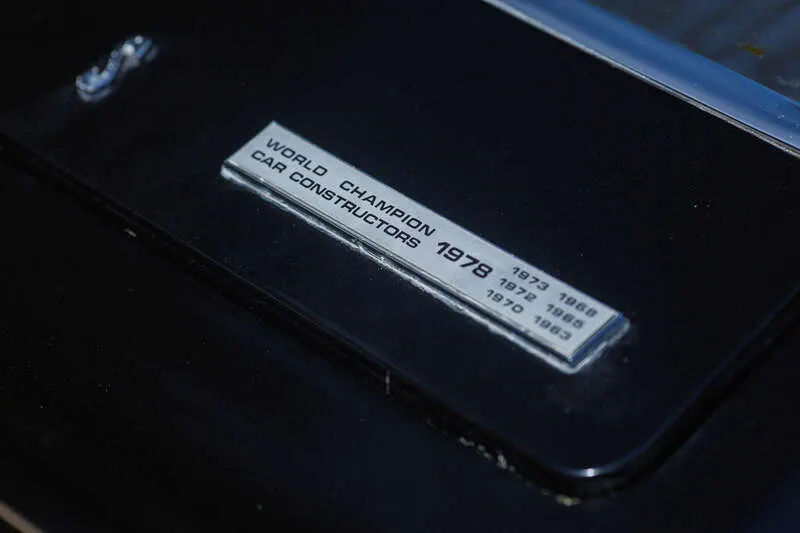 WORLD CHAMPION
CAR CONSTRUCTORS 1978
1973 1968
1972 1965
1970 1963